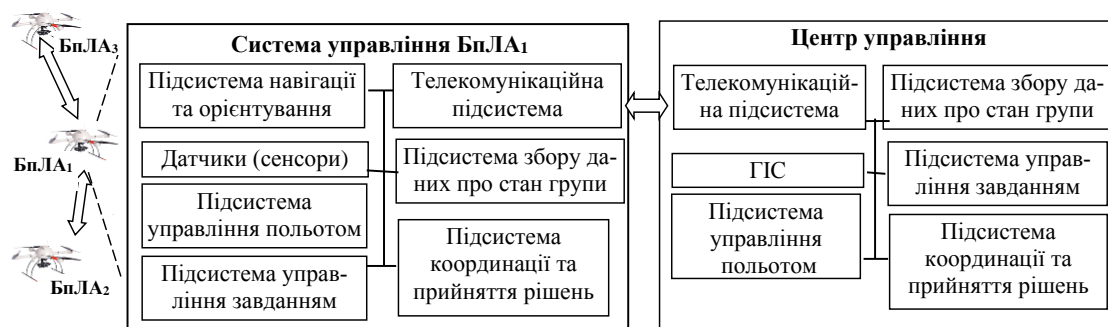 БпЛА3
БпЛА1
БпЛА2
Система управління БпЛА1
Підсистема навігації
та орієнтування
Датчики (сенсори)
Підсистема
управління польотом
Підсистема управ-
ління завданням
Телекомунікаційна
підсистема
Підсистема збору да-
них про стан групи
Підсистема
координації та
прийняття рішень
Центр управління
Телекомунікацій-
на підсистема
ГІС
Підсистема
управління
польотом
Підсистема збору да-
них про стан групи
Підсистема управ-
ління завданням
Підсистема
координації та
прийняття рішень